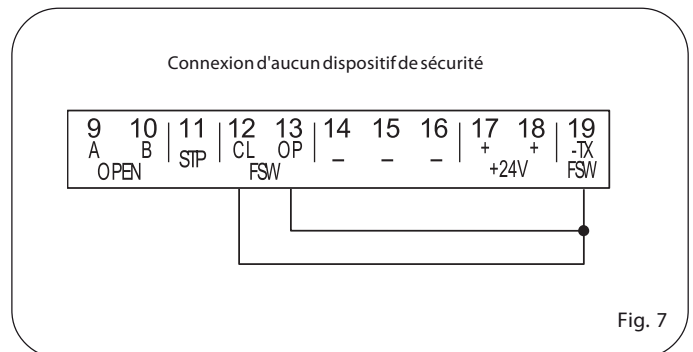 Connexion d'aucun dispositif de sécurité
9 10 11 12 13 14 15 16 17 18 19
A B STP CL OP - - - + + -TX
OPEN FSW +24V FSW
Fig. 7